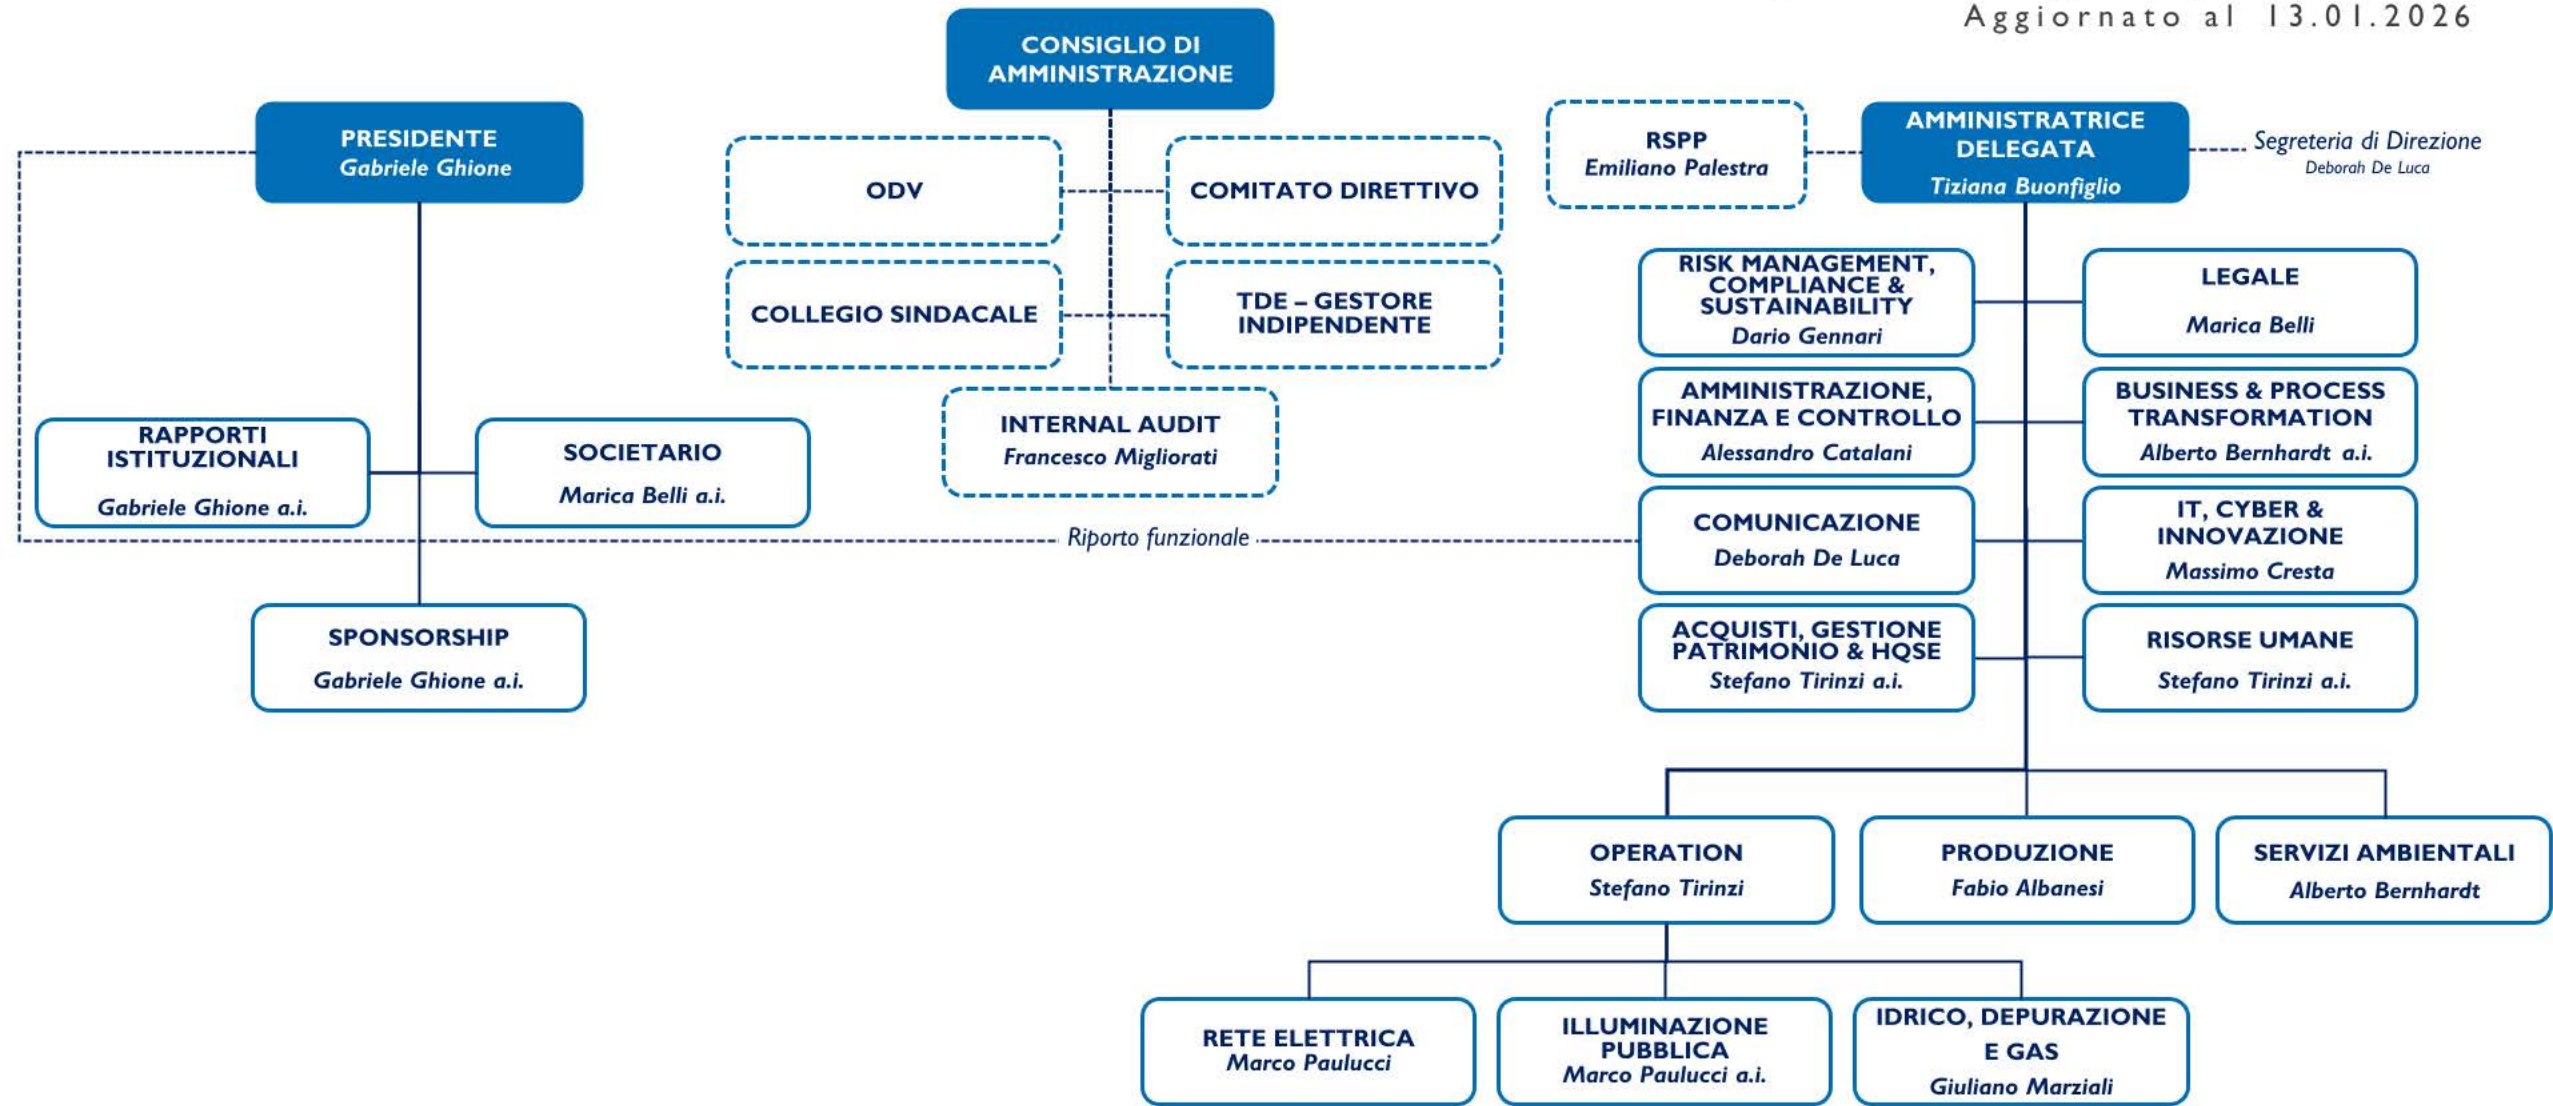 Aggiornato al 13.01.2026
CONSIGLIO DI
AMMINISTRAZIONE
PRESIDENTE
Gabriele Ghione
RSPP
Emiliano Palestra
AMMINISTRATRICE
DELEGATA
Tiziana Buonfiglio
Segreteria di Direzione
Deborah De Luca
ODV
COMITATO DIRETTIVO
COLLEGIO SINDACALE
TDE – GESTORE
INDIPENDENTE
INTERNAL AUDIT
Francesco Migliorati
RAPPORTI
ISTITUZIONALI
Gabriele Ghione a.i.
SOCIETARIO
Marica Belli a.i.
Riporto funzionale
SPONSORSHIP
Gabriele Ghione a.i.
RISK MANAGEMENT,
COMPLIANCE &
SUSTAINABILITY
Dario Gennari
LEGALE
Marica Belli
AMMINISTRAZIONE,
FINANZA E CONTROLLO
Alessandro Catalani
BUSINESS & PROCESS
TRANSFORMATION
Alberto Bernhardt a.i.
COMUNICAZIONE
Deborah De Luca
IT, CYBER &
INNOVAZIONE
Massimo Cresta
ACQUISTI, GESTIONE
PATRIMONIO & HQSE
Stefano Tirinzi a.i.
RISORSE UMANE
Stefano Tirinzi a.i.
OPERATION
Stefano Tirinzi
PRODUZIONE
Fabio Albanesi
SERVIZI AMBIENTALI
Alberto Bernhardt
RETE ELETTRICA
Marco Paulucci
ILLUMINAZIONE
PUBBLICA
Marco Paulucci a.i.
IDRICO, DEPURAZIONE
E GAS
Giuliano Marziali